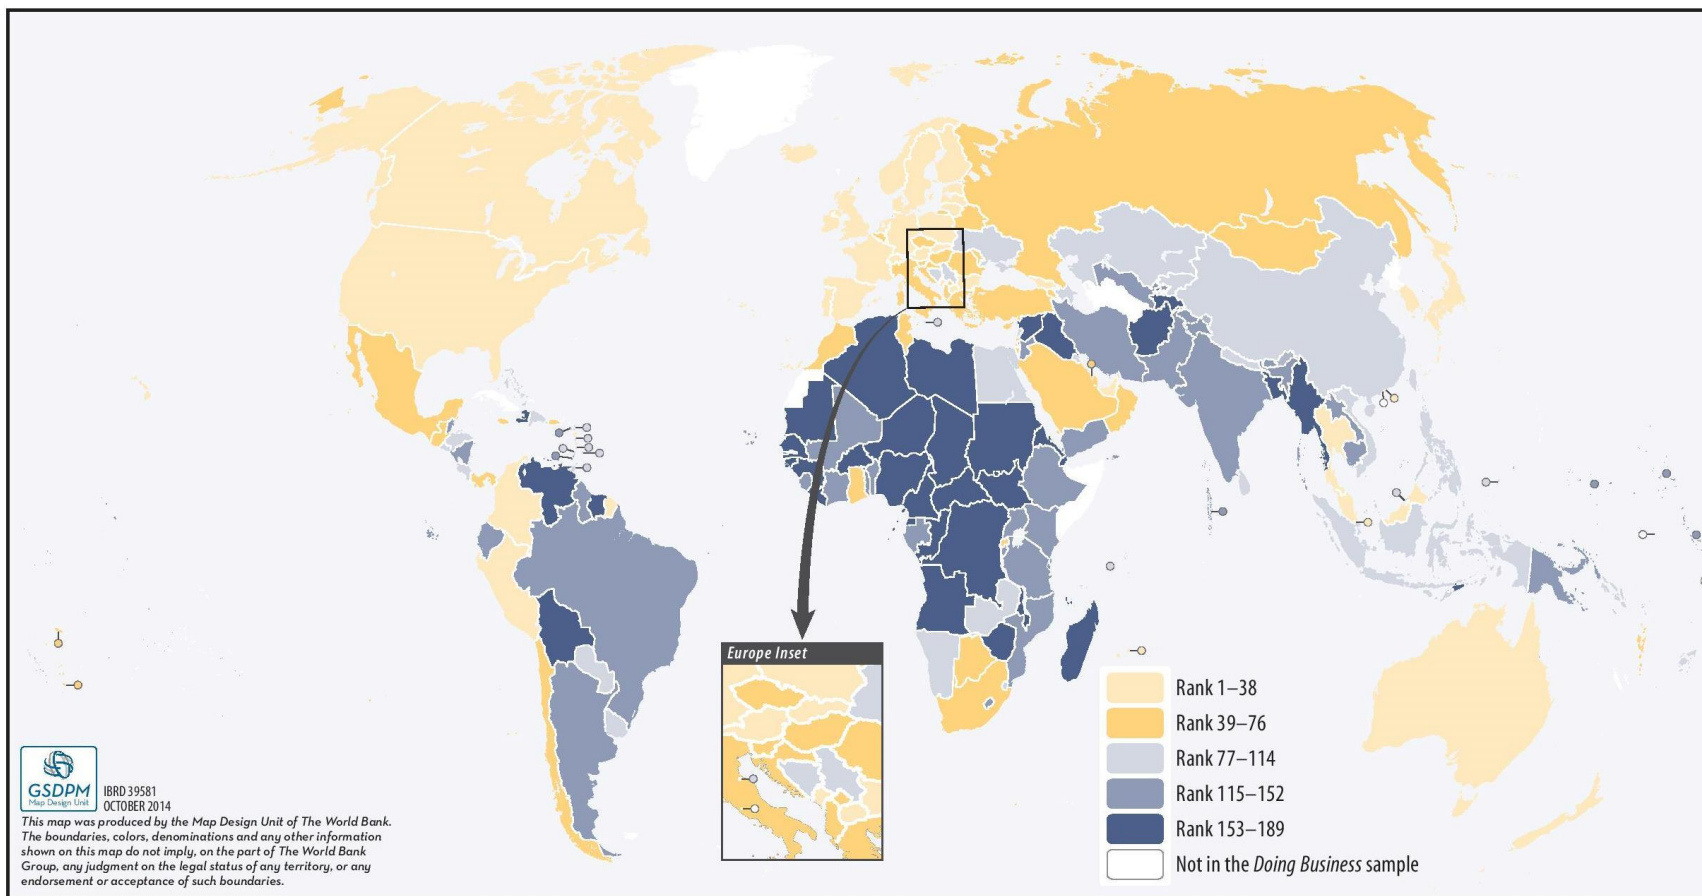 Europe Inset
Rank 1–38
Rank 39–76
Rank 77–114
Rank 115–152
Rank 153–189
Not in the Doing Business sample
GSDPM
Map Design Unit
IBRD 39581
OCTOBER 2014
This map was produced by the Map Design Unit of The World Bank.
The boundaries, colors, denominations and any other information
shown on this map do not imply, on the part of The World Bank
Group, any judgment on the legal status of any territory, or any
endorsement or acceptance of such boundaries.